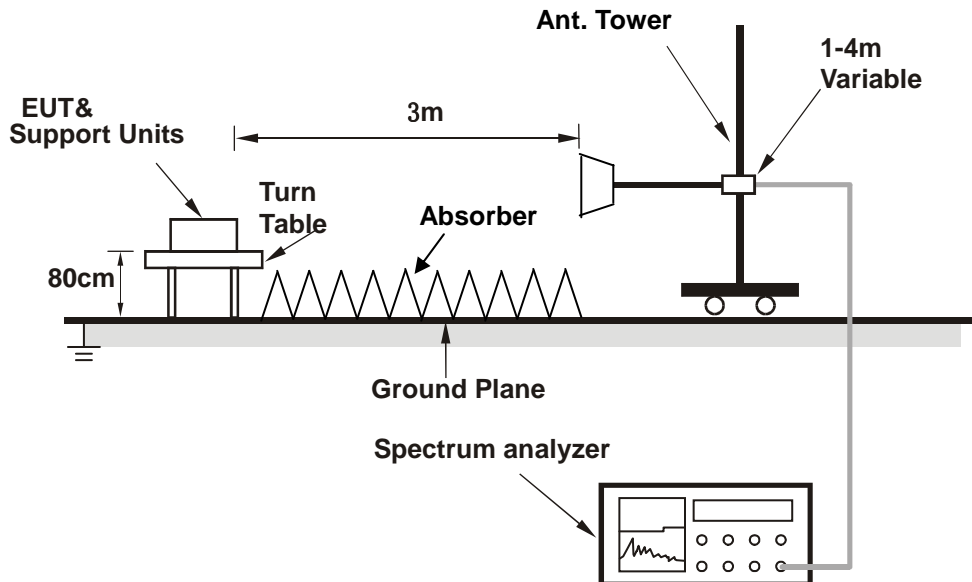 Ant. Tower
1-4m
Variable
EUT&
Support Units
3m
Turn
Table
Absorber
80cm
Ground Plane
Spectrum analyzer